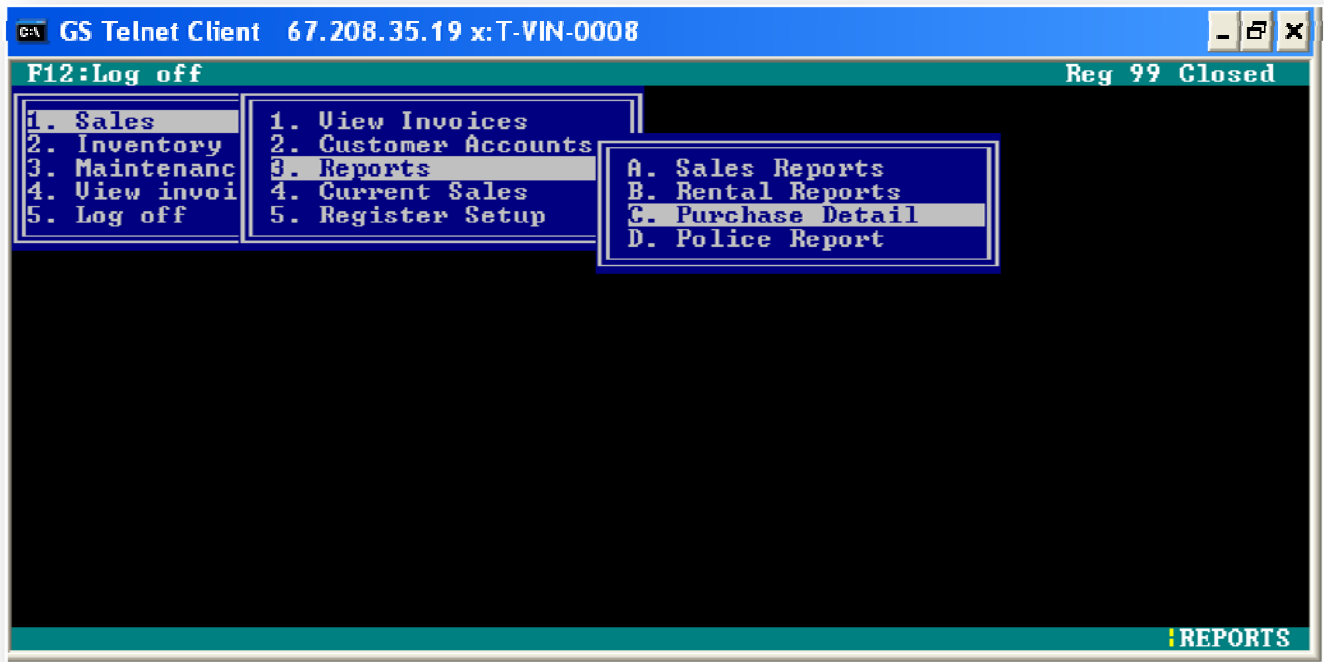 GS Telnet Client 67.208.35.19 x:T-VIN-0008
F12:Log off Reg 99 Closed
1. Sales
2. Inventory
3. Maintenanc
4. View invoi
5. Log off
1. View Invoices
2. Customer Accounts
3. Reports
4. Current Sales
5. Register Setup
A. Sales Reports
B. Rental Reports
C. Purchase Detail
D. Police Report
REPORTS